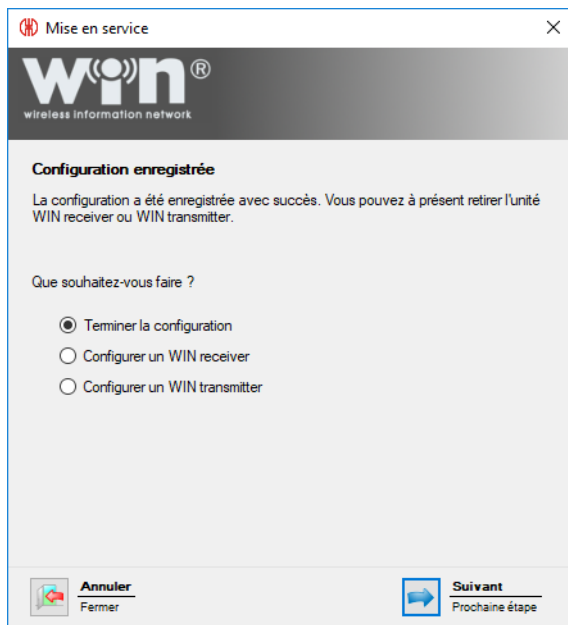 Mise en service
win®
wireless information network
Configuration enregistrée
La configuration a été enregistrée avec succès. Vous pouvez à présent retirer l'unité
WIN receiver ou WIN transmitter.
Que souhaitez-vous faire ?
Terminer la configuration
Configurer un WIN receiver
Configurer un WIN transmitter
Annuler
Fermer
Suivant
Prochaine étape